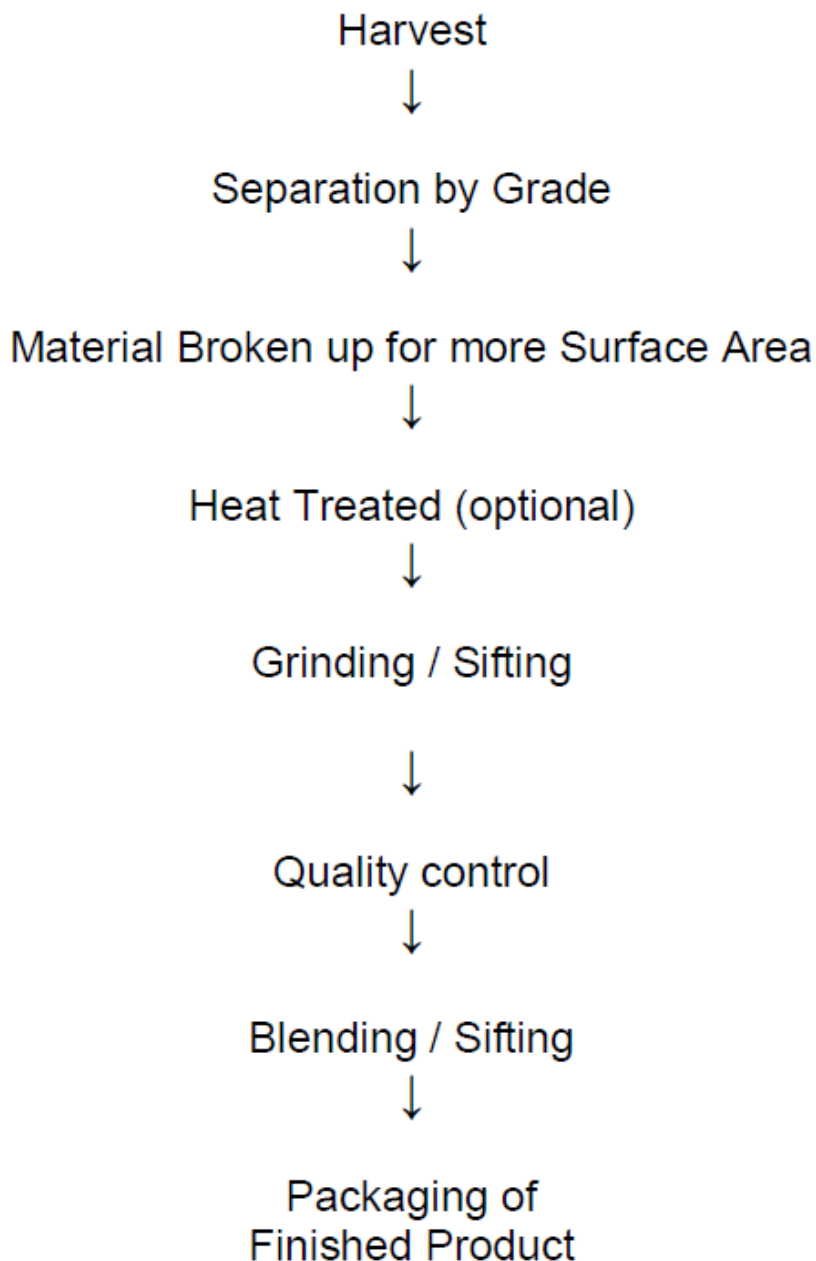 Harvest
↓
Separation by Grade
↓
Material Broken up for more Surface Area
↓
Heat Treated (optional)
↓
Grinding / Sifting
↓
Quality control
↓
Blending / Sifting
↓
Packaging of
Finished Product